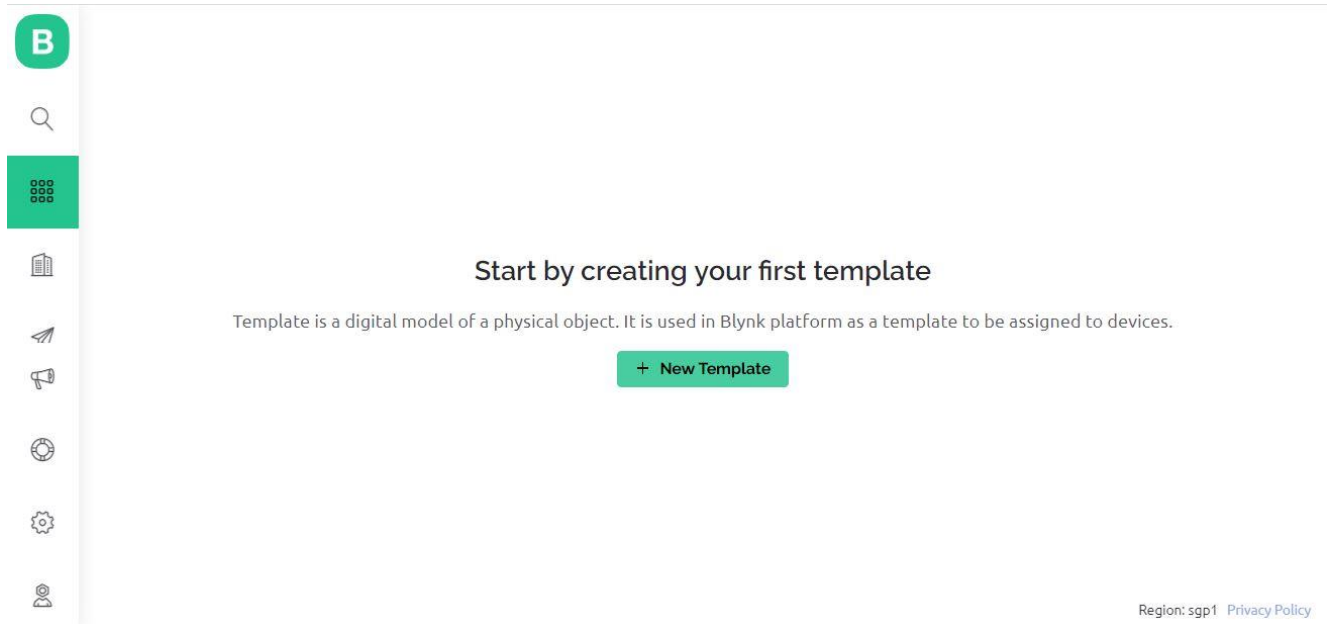 B
Start by creating your first template
Template is a digital model of a physical object. It is used in Blynk platform as a template to be assigned to devices.
+ New Template
Region: sgp1 Privacy Policy